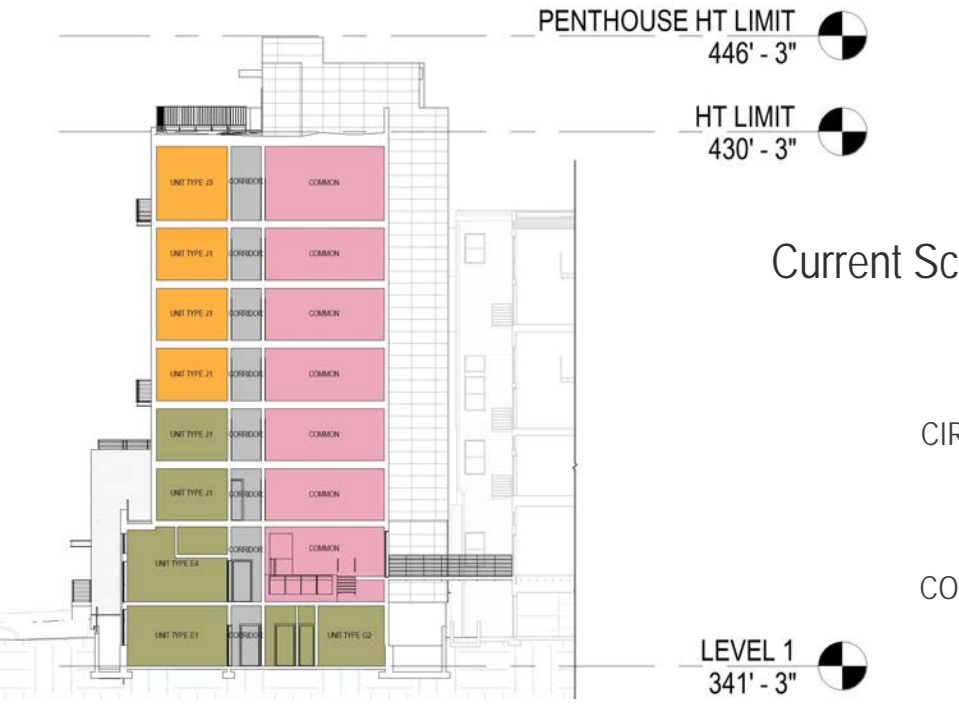 PENTHOUSE HT LIMIT
446' - 3"
HT LIMIT
430' - 3"
UNIT TYPE J3 CORRIDOR COMMON
UNIT TYPE J1 CORRIDOR COMMON
Current Sc
UNIT TYPE J1 CORRIDOR COMMON
UNIT TYPE J1 CORRIDOR COMMON
UNIT TYPE J1 CORRIDOR COMMON
CIR
UNIT TYPE J1 CORRIDOR COMMON
UNIT TYPE E4 CORRIDOR COMMON
CO
UNIT TYPE E1 CORRIDOR UNIT TYPE G2
LEVEL 1
341' - 3"